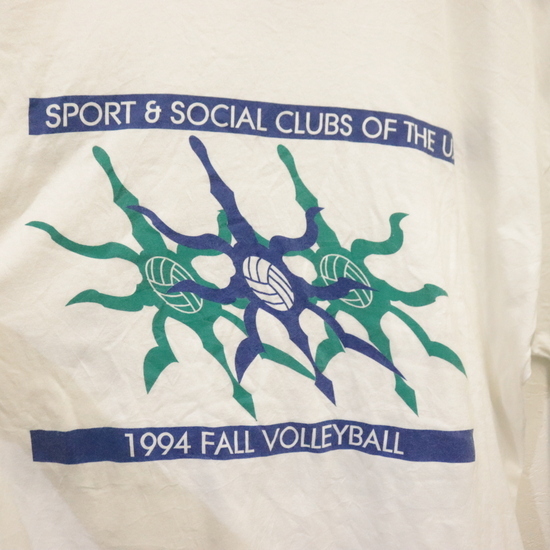 SPORT & SOCIAL CLUBS OF THE U.
1994 FALL VOLLEYBALL